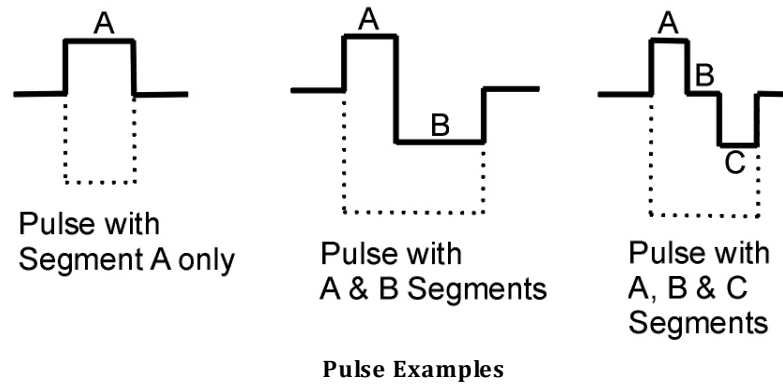 A
Pulse with
Segment A only
A
B
Pulse with
A & B Segments
A
B
C
Pulse with
A, B & C
Segments
Pulse Examples